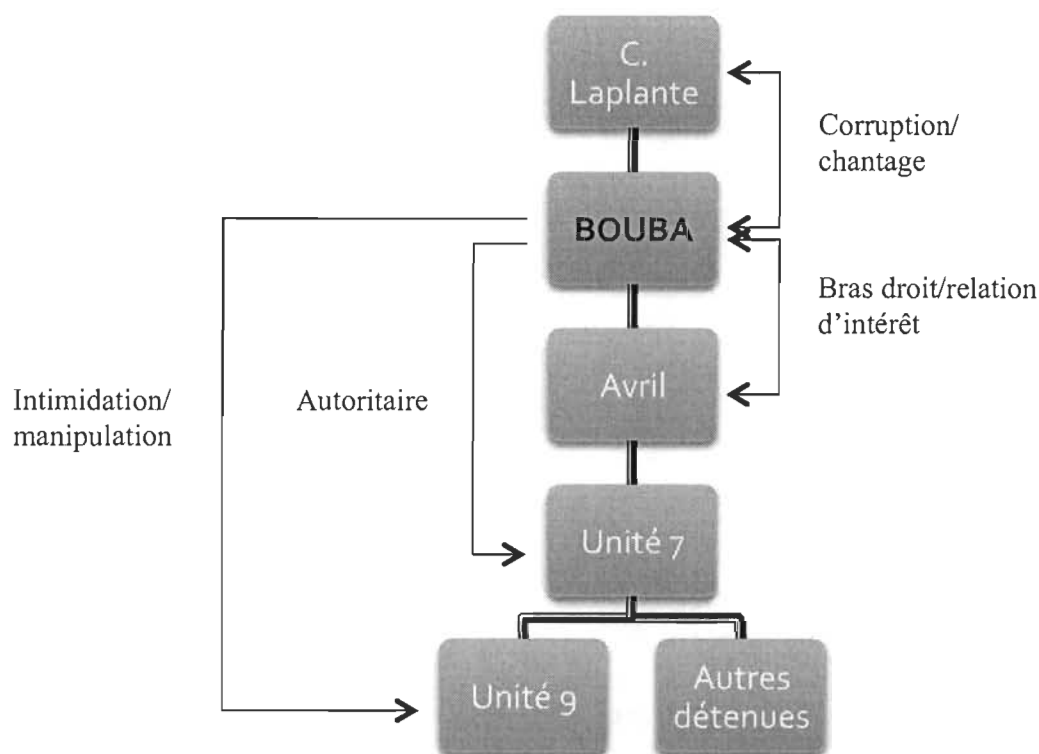 C.
Laplante
Corruption/
chantage
BOUBA
Bras droit/relation
d'intérêt
Avril
Intimidation/
manipulation
Autoritaire
Unité 7
Unité 9
Autres
détenues